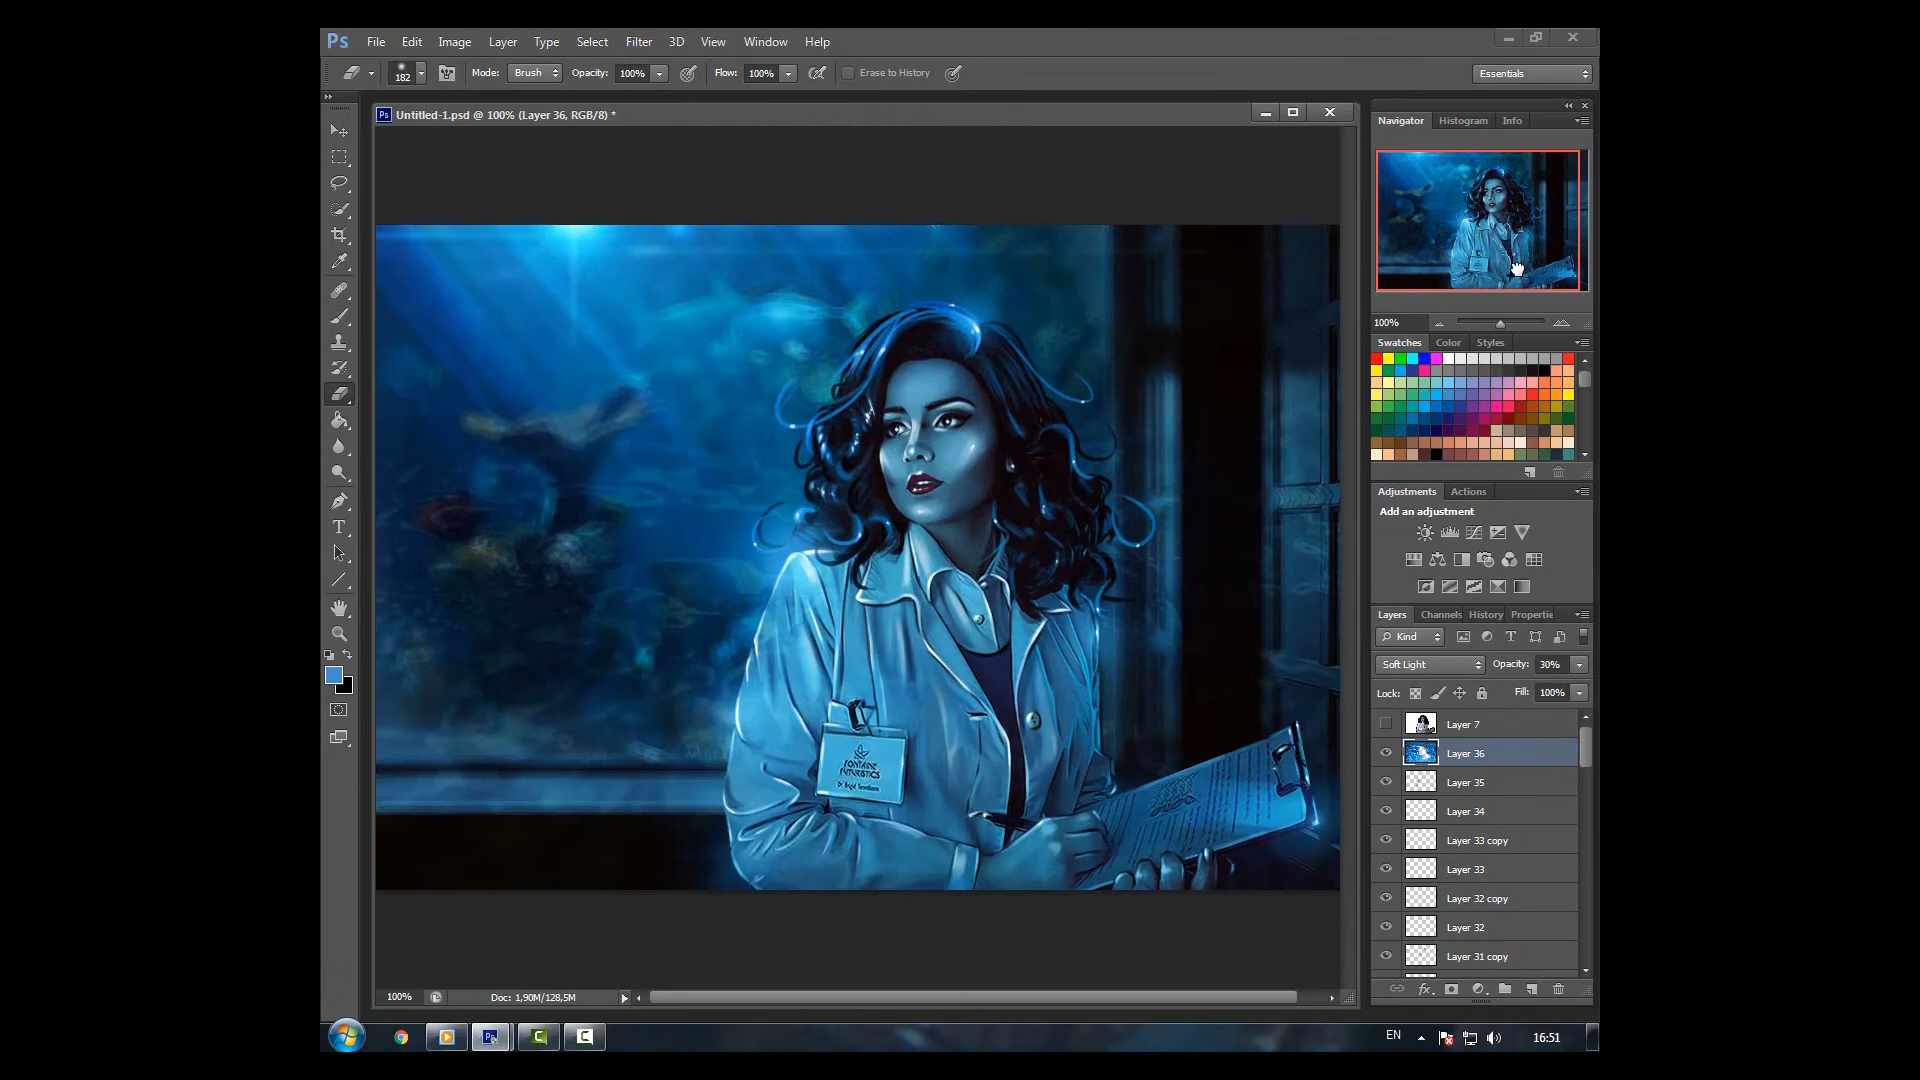 Ps File Edit Image Layer Type Select Filter 3D View Window Help
182 Mode: Brush Opacity: 100% Flow: 100% Erase to History Essentials
Untitled-1.psd @ 100% (Layer 36, RGB/8) *
Navigator Histogram Info
100%
Swatches Color Styles
Adjustments Actions
Add an adjustment
Layers Channels History Propertie
Kind
Soft Light Opacity: 30%
Lock: Fill: 100%
Layer 7
Layer 36
Layer 35
Layer 34
Layer 33 copy
Layer 33
Layer 32 copy
Layer 32
Layer 31 copy
FONTAINE
FUTURISTICS
100% Doc: 1,90M/128,5M
EN 16:51